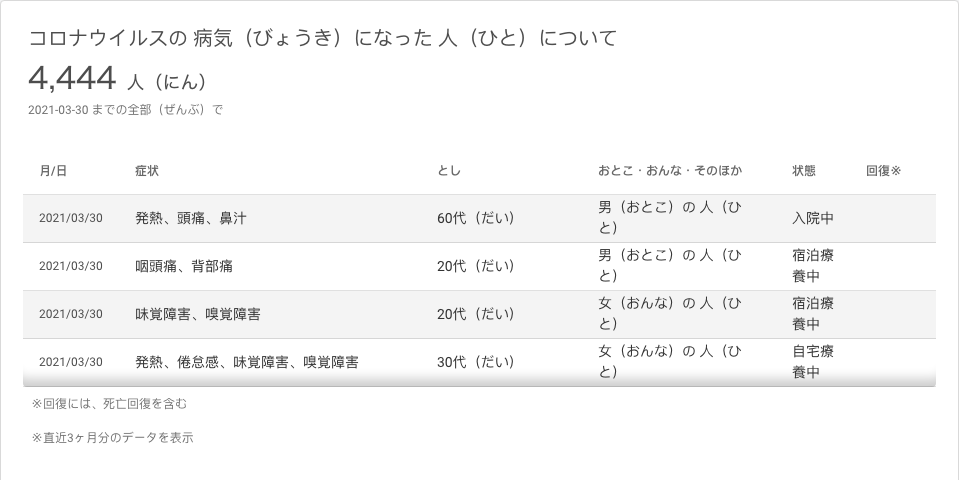 コロナウイルスの 病気（びょうき）になった 人（ひと）について
4,444 人（にん）
2021-03-30 までの全部（ぜんぶ）で
月/日 症状 とし おとこ・おんな・そのほか 状態 回復※
2021/03/30 発熱、頭痛、鼻汁 60代（だい） 男（おとこ）の 人（ひ
と） 入院中
2021/03/30 咽頭痛、背部痛 20代（だい） 男（おとこ）の 人（ひ
と） 宿泊療
養中
2021/03/30 味覚障害、嗅覚障害 20代（だい） 女（おんな）の 人（ひ
と） 宿泊療
養中
2021/03/30 発熱、倦怠感、味覚障害、嗅覚障害 30代（だい） 女（おんな）の 人（ひ
と） 自宅療
養中
※回復には、死亡回復を含む
※直近3ヶ月分のデータを表示